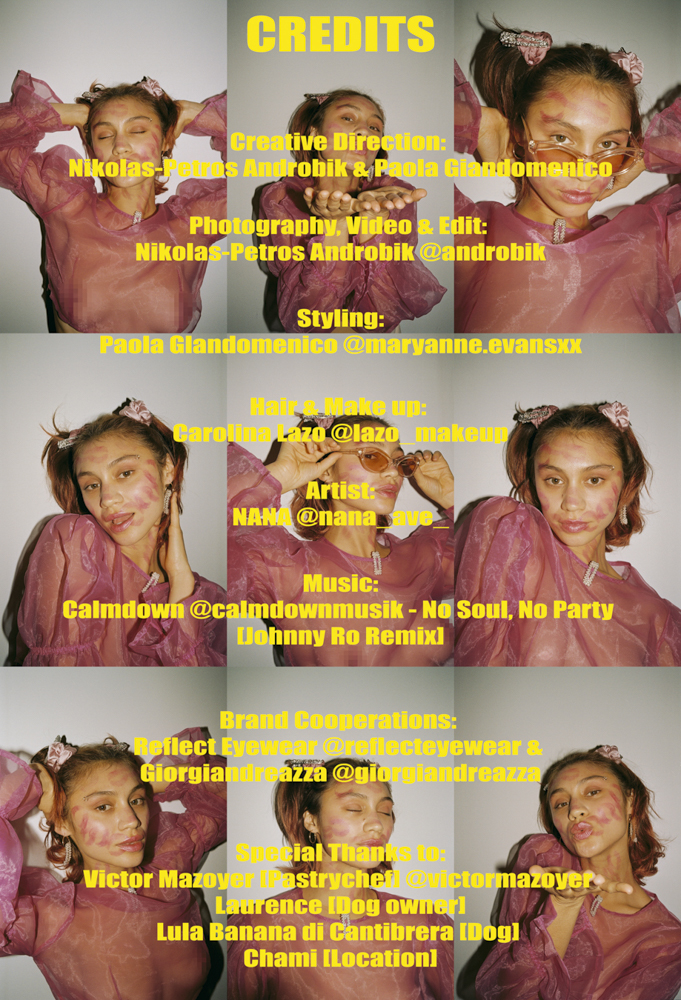 CREDITS
Creative Direction:
Nikolas-Petros Androbik & Paola Giandomenico
Photography, Video & Edit:
Nikolas-Petros Androbik @androbik
Styling:
Paola Giandomenico @maryanne.evansxx
Hair & Make up:
Carolina Lazo @lazo_makeup
Artist:
NANA @nana_ave_
Music:
Calmdown @calmdownmusik - No Soul, No Party
[Johnny Ro Remix]
Brand Cooperations:
Reflect Eyewear @reflecteyewear &
Giorgiandreazza @giorgiandreazza
Special Thanks to:
Victor Mazoyer [Pastrychef] @victormazoyer
Laurence [Dog owner]
Lula Banana di Cantibrera [Dog]
Chami [Location]